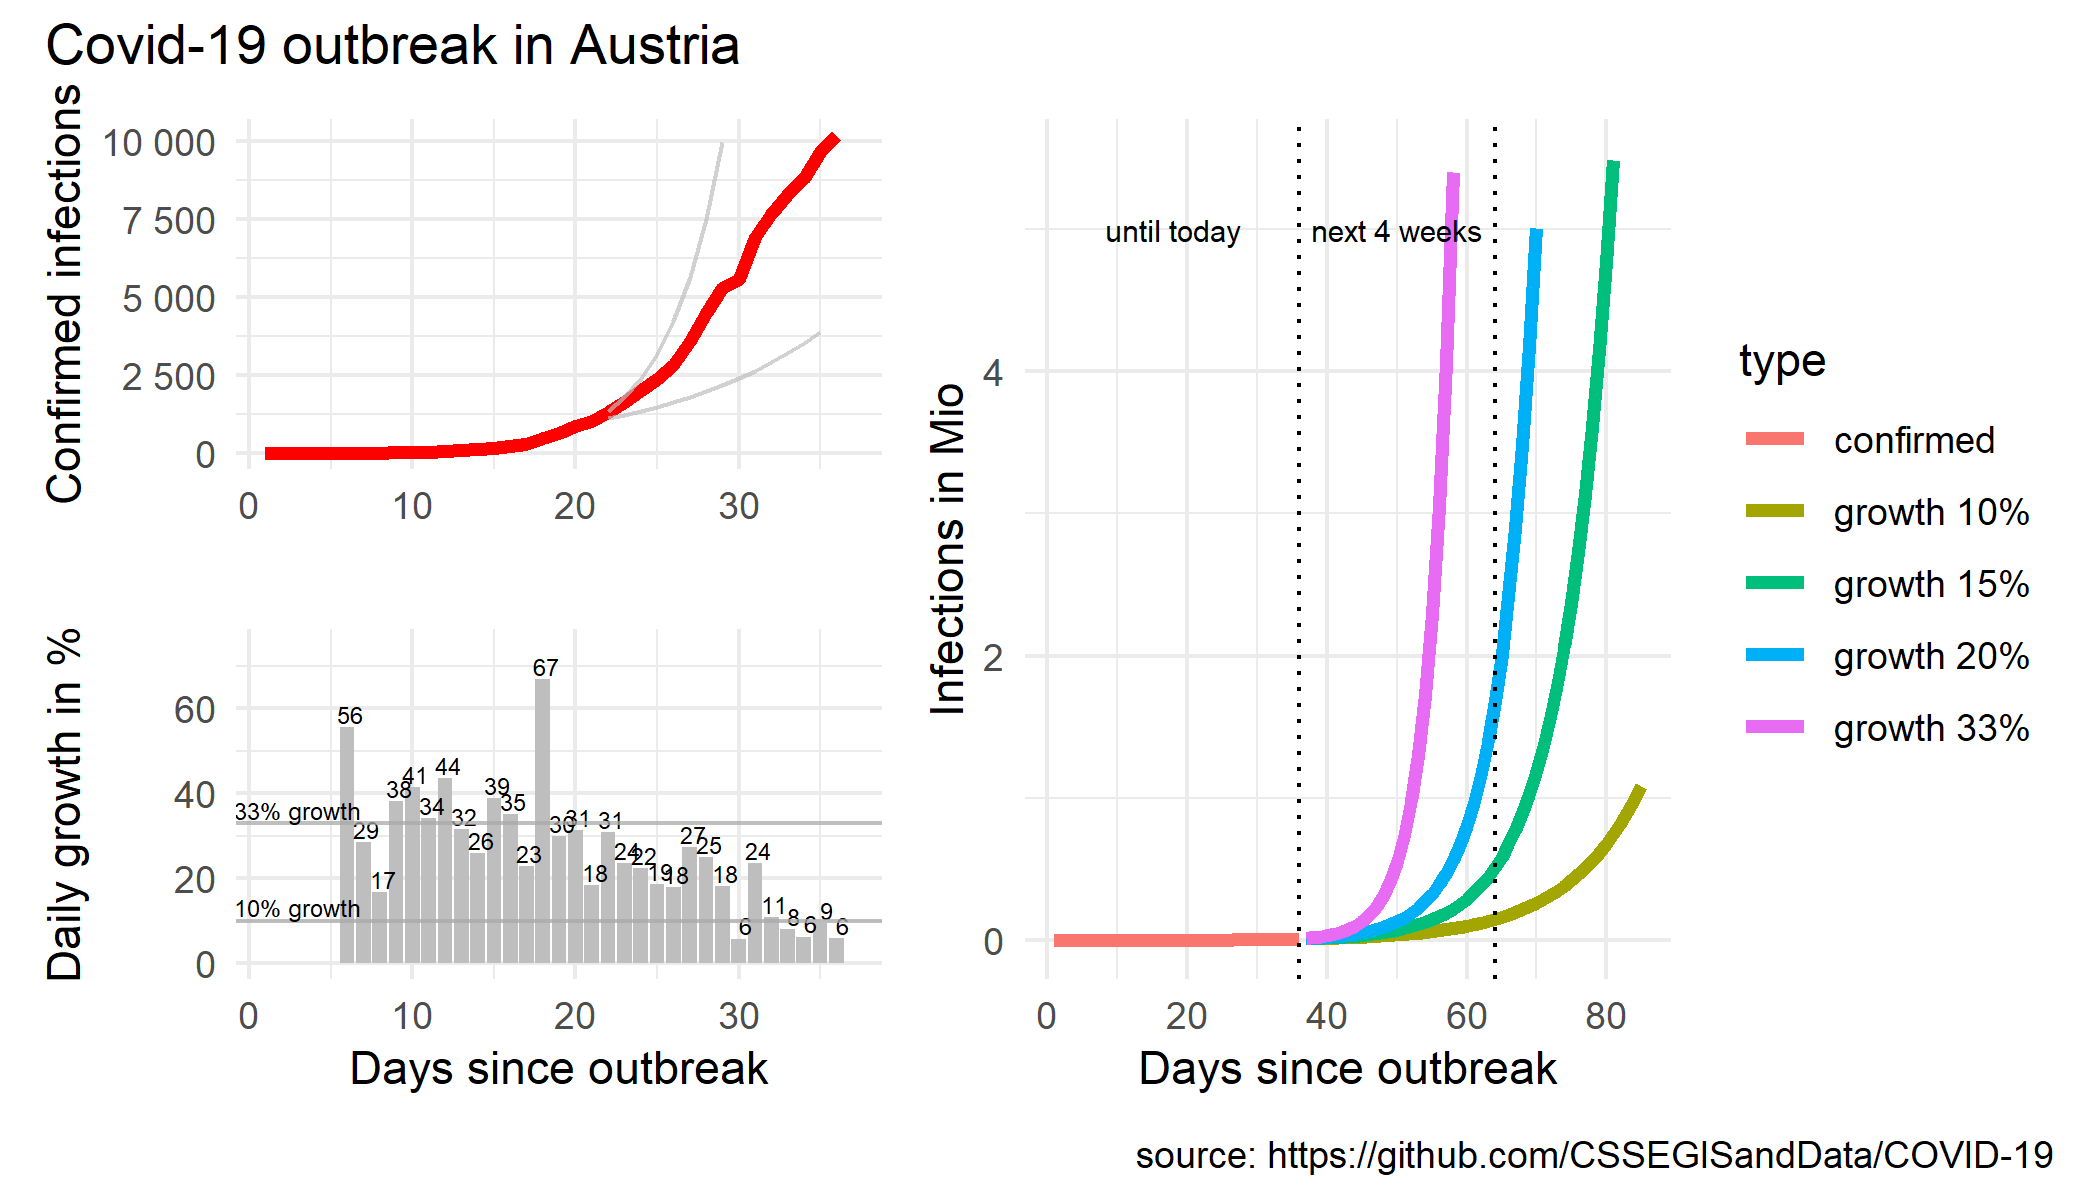 Covid-19 outbreak in Austria
Confirmed infections
10 000
7 500
5 000
2 500
0
0 10 20 30
Daily growth in %
60
40
20
0
33% growth
10% growth
56 29 17 38 41 34 44 32 26 39 35 23 67 30 31 18 31 24 22 19 18 27 25 18 6 24 11 8 6 9 6
0 10 20 30
Days since outbreak
Infections in Mio
4
2
0
until today
next 4 weeks
0 20 40 60 80
Days since outbreak
type
confirmed
growth 10%
growth 15%
growth 20%
growth 33%
source: https://github.com/CSSEGISandData/COVID-19